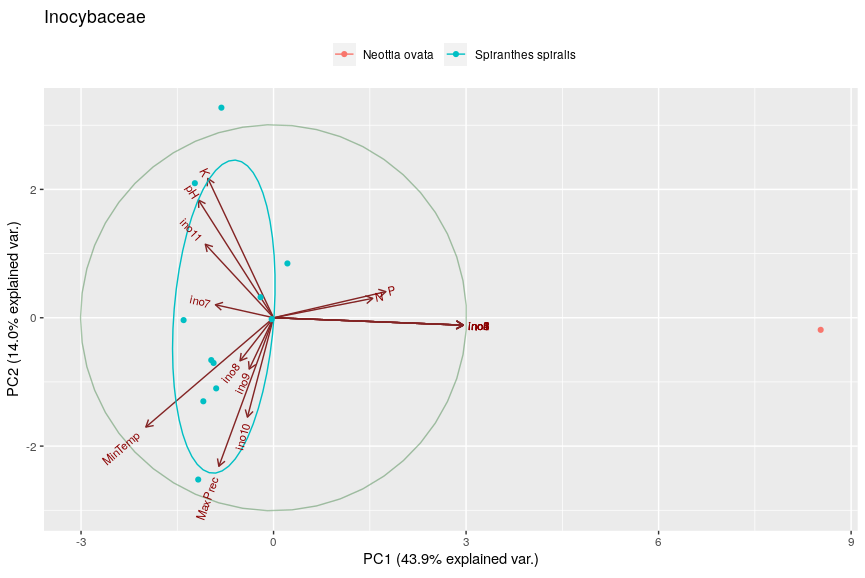 Inocybaceae
Neottia ovata
Spiranthes spiralis
K
pH
ino11
ino7
P
N
ino8
ino9
ino10
MinTemp
MaxPrec
2
0
-2
-3
0
3
6
9
PC1 (43.9% explained var.)
PC2 (14.0% explained var.)